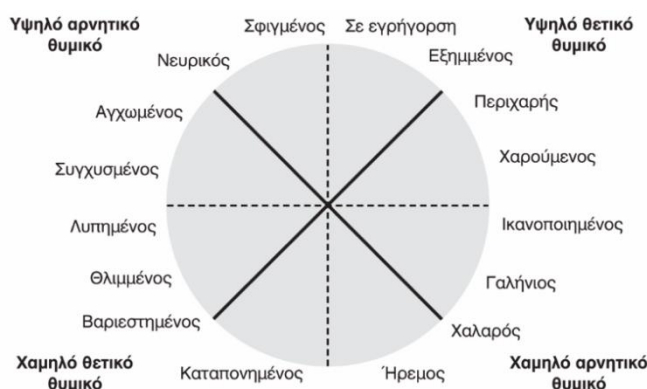 Υψηλό αρνητικό
θυμικό
Σφιγμένος
Σε εγρήγορση
Υψηλό θετικό
θυμικό
Νευρικός
Εξημμένος
Αγχωμένος
Περιχαρής
Συγχυσμένος
Χαρούμενος
Λυπημένος
Ικανοποιημένος
Θλιμμένος
Γαλήνιος
Βαριεστημένος
Χαλαρός
Χαμηλό θετικό
θυμικό
Καταπονημένος
Ήρεμος
Χαμηλό αρνητικό
θυμικό